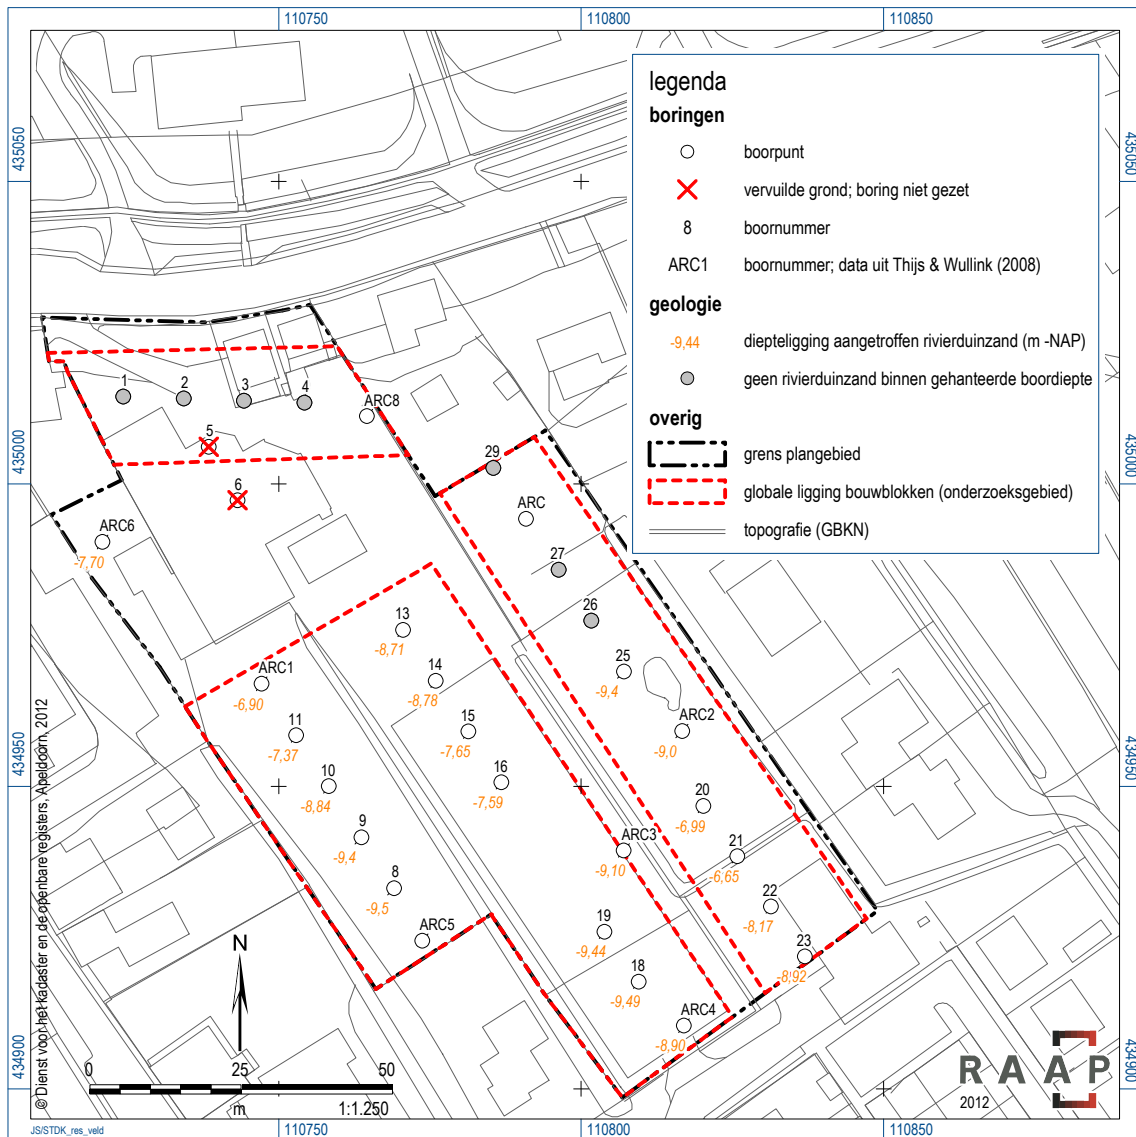 110750
110800
110850
435050
435050
legenda
boringen
boorpunt
vervuilde grond; boring niet gezet
8
boornummer
ARC1
boornummer; data uit Thijs & Wullink (2008)
geologie
-9,44
diepteligging aangetroffen rivierduinzand (m -NAP)
geen rivierduinzand binnen gehanteerde boordiepte
overig
grens plangebied
globale ligging bouwblokken (onderzoeksgebied)
topografie (GBKN)
1
2
3
4
ARC8
5
6
29
435000
435000
ARC
ARC6
-7,70
27
26
13
-8,71
ARC1
-6,90
14
-8,78
25
-9,4
11
-7,37
15
-7,65
ARC2
-9,0
10
-8,84
16
-7,59
20
-6,99
434950
434950
9
-9,4
ARC3
-9,10
21
-6,65
8
-9,5
22
-8,17
ARC5
19
-9,44
23
-8,92
18
-9,49
ARC4
-8,90
N
0
25
50
m
1:1.250
434900
434900
© Dienst voor het kadaster en de openbare registers, Apeldoorn, 2012
RAAP
2012
JS/STDK_res_veld
110750
110800
110850